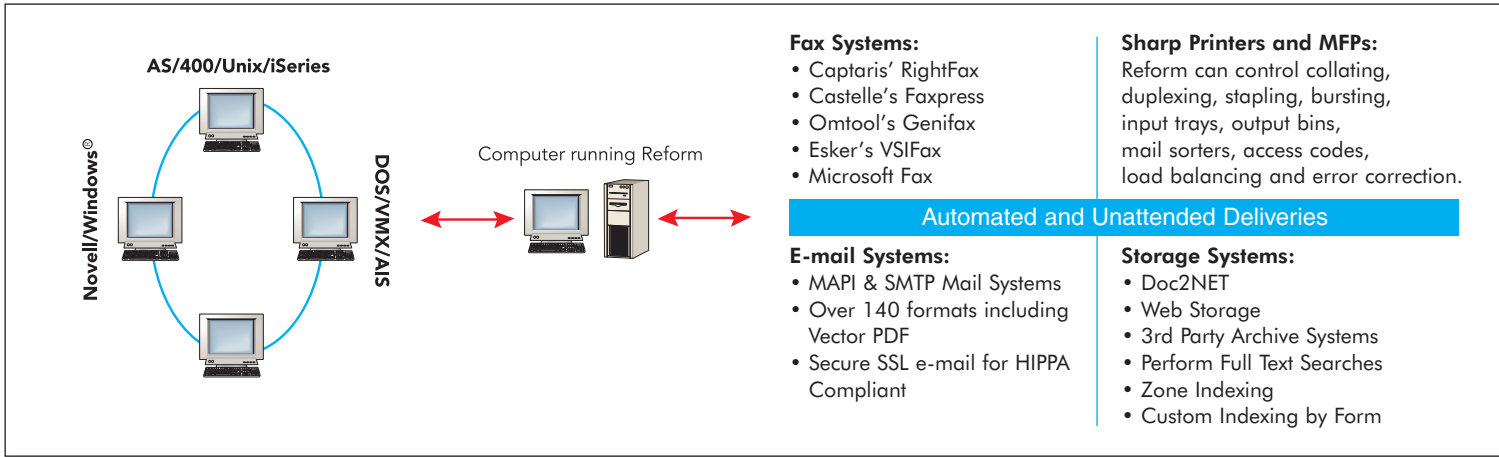 AS/400/Unix/iSeries
Novell/Windows®
DOS/VMX/AIS
Computer running Reform
Fax Systems:
• Captaris’ RightFax
• Castelle’s Faxpress
• Omtool’s Genifax
• Esker’s VSIFax
• Microsoft Fax
Sharp Printers and MFPs:
Reform can control collating,
duplexing, stapling, bursting,
input trays, output bins,
mail sorters, access codes,
load balancing and error correction.
Automated and Unattended Deliveries
E-mail Systems:
• MAPI & SMTP Mail Systems
• Over 140 formats including
Vector PDF
• Secure SSL e-mail for HIPPA
Compliant
Storage Systems:
• Doc2NET
• Web Storage
• 3rd Party Archive Systems
• Perform Full Text Searches
• Zone Indexing
• Custom Indexing by Form